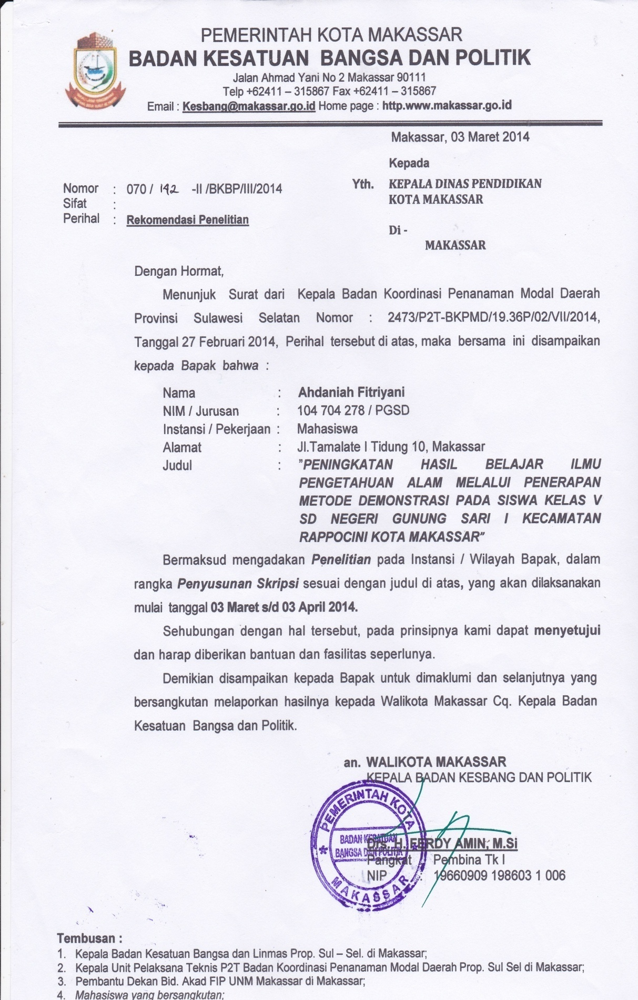 PEMERINTAH KOTA MAKASSAR
BADAN KESATUAN BANGSA DAN POLITIK
Jalan Ahmad Yani No 2 Makassar 90111
Telp +62411 – 315867 Fax +62411 – 315867
Email : Kesbang@makassar.go.id Home page : http.www.makassar.go.id
Makassar, 03 Maret 2014
Kepada
Yth. KEPALA DINAS PENDIDIKAN
KOTA MAKASSAR
Di -
MAKASSAR
Nomor : 070 / 192 -II /BKBP/III/2014
Sifat :
Perihal : Rekomendasi Penelitian
Dengan Hormat,
Menunjuk Surat dari Kepala Badan Koordinasi Penanaman Modal Daerah
Provinsi Sulawesi Selatan Nomor : 2473/P2T-BKPMD/19.36P/02/VII/2014,
Tanggal 27 Februari 2014, Perihal tersebut di atas, maka bersama ini disampaikan
kepada Bapak bahwa :
Nama : Ahdaniah Fitriyani
NIM / Jurusan : 104 704 278 / PGSD
Instansi / Pekerjaan : Mahasiswa
Alamat : Jl.Tamalate I Tidung 10, Makassar
Judul : "PENINGKATAN HASIL BELAJAR ILMU
PENGETAHUAN ALAM MELALUI PENERAPAN
METODE DEMONSTRASI PADA SISWA KELAS V
SD NEGERI GUNUNG SARI I KECAMATAN
RAPPOCINI KOTA MAKASSAR"
Bermaksud mengadakan Penelitian pada Instansi / Wilayah Bapak, dalam
rangka Penyusunan Skripsi sesuai dengan judul di atas, yang akan dilaksanakan
mulai tanggal 03 Maret s/d 03 April 2014.
Sehubungan dengan hal tersebut, pada prinsipnya kami dapat menyetujui
dan harap diberikan bantuan dan fasilitas seperlunya.
Demikian disampaikan kepada Bapak untuk dimaklumi dan selanjutnya yang
bersangkutan melaporkan hasilnya kepada Walikota Makassar Cq. Kepala Badan
Kesatuan Bangsa dan Politik.
an. WALIKOTA MAKASSAR
KEPALA BADAN KESBANG DAN POLITIK
PEMERINTAH KOTA
BADAN KESATUAN
BANGSA DAN POLITIK
MAKASSAR
Drs. H. FERDY AMIN, M.Si
Pangkat : Pembina Tk I
NIP : 19660909 198603 1 006
Tembusan :
1. Kepala Badan Kesatuan Bangsa dan Linmas Prop. Sul – Sel. di Makassar;
2. Kepala Unit Pelaksana Teknis P2T Badan Koordinasi Penanaman Modal Daerah Prop. Sul Sel di Makassar;
3. Pembantu Dekan Bid. Akad FIP UNM Makassar di Makassar;
4. Mahasiswa yang bersangkutan;